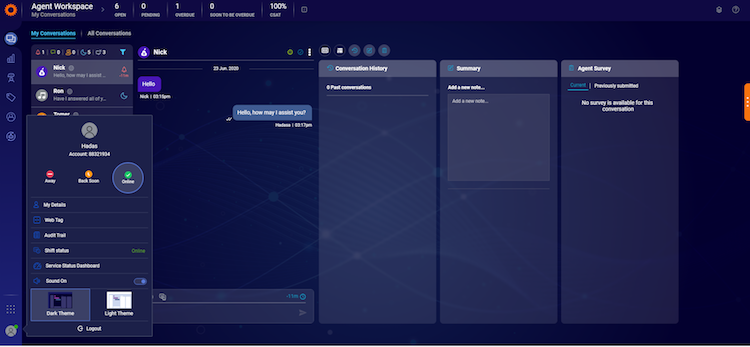 Agent Workspace >
My Conversations
6
OPEN
0
PENDING
1
OVERDUE
0
SOON TO BE OVERDUE
100%
CSAT
My Conversations
All Conversations
1
0
0
5
3
Nick
Hello, how may I assist ...
-11m
Ron
Have I answered all of y...
Nick
23 Jun. 2020
Hello
Nick | 03:15pm
Hello, how may I assist you?
Hadass | 03:17pm
-11m
Conversation History
0 Past conversations
Summary
Add a new note...
Add a new note...
Agent Survey
Current
Previously submitted
No survey is available for this
conversation
Hadas
Account: 88321934
Away
Back Soon
Online
My Details
Web Tag
Audit Trail
Shift status
Online
Service Status Dashboard
Sound On
Dark Theme
Light Theme
Logout